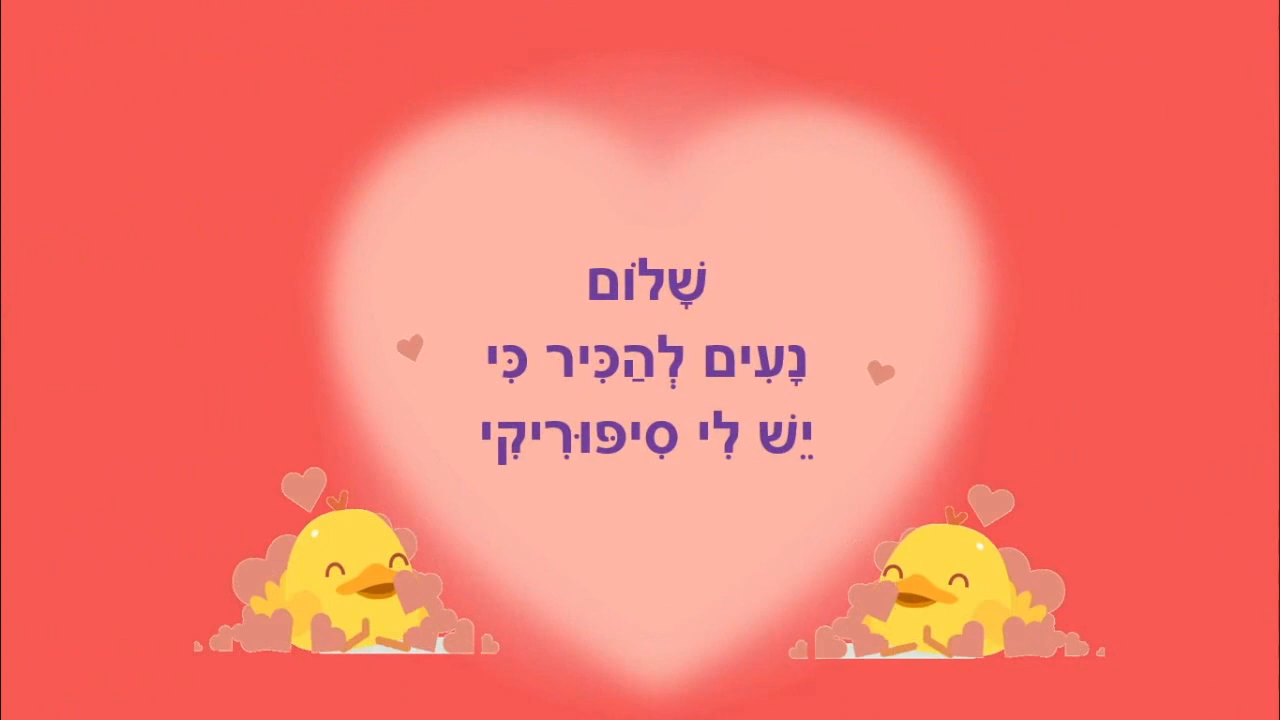 שָׁלוֹם
נָעִים לְהַכִּיר כִּי
יֵשׁ לִי סִיפּוּרִיקִי